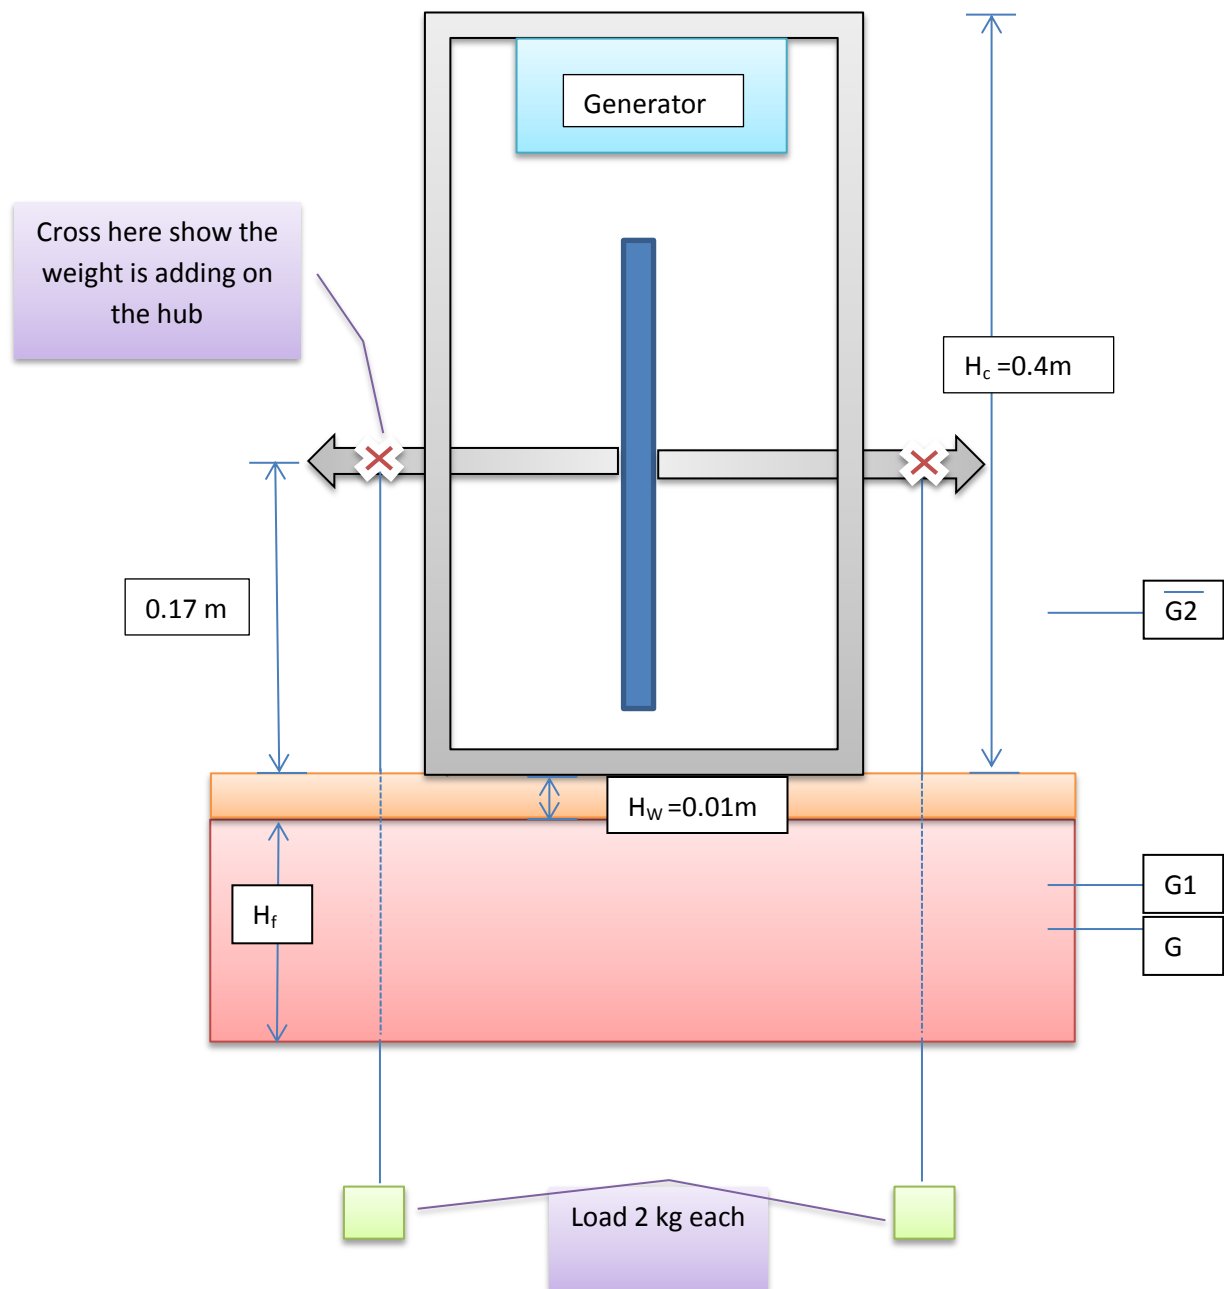 Generator
Cross here show the
weight is adding on
the hub
Hc =0.4m
0.17 m
G2
HW =0.01m
G1
Hf
G
Load 2 kg each